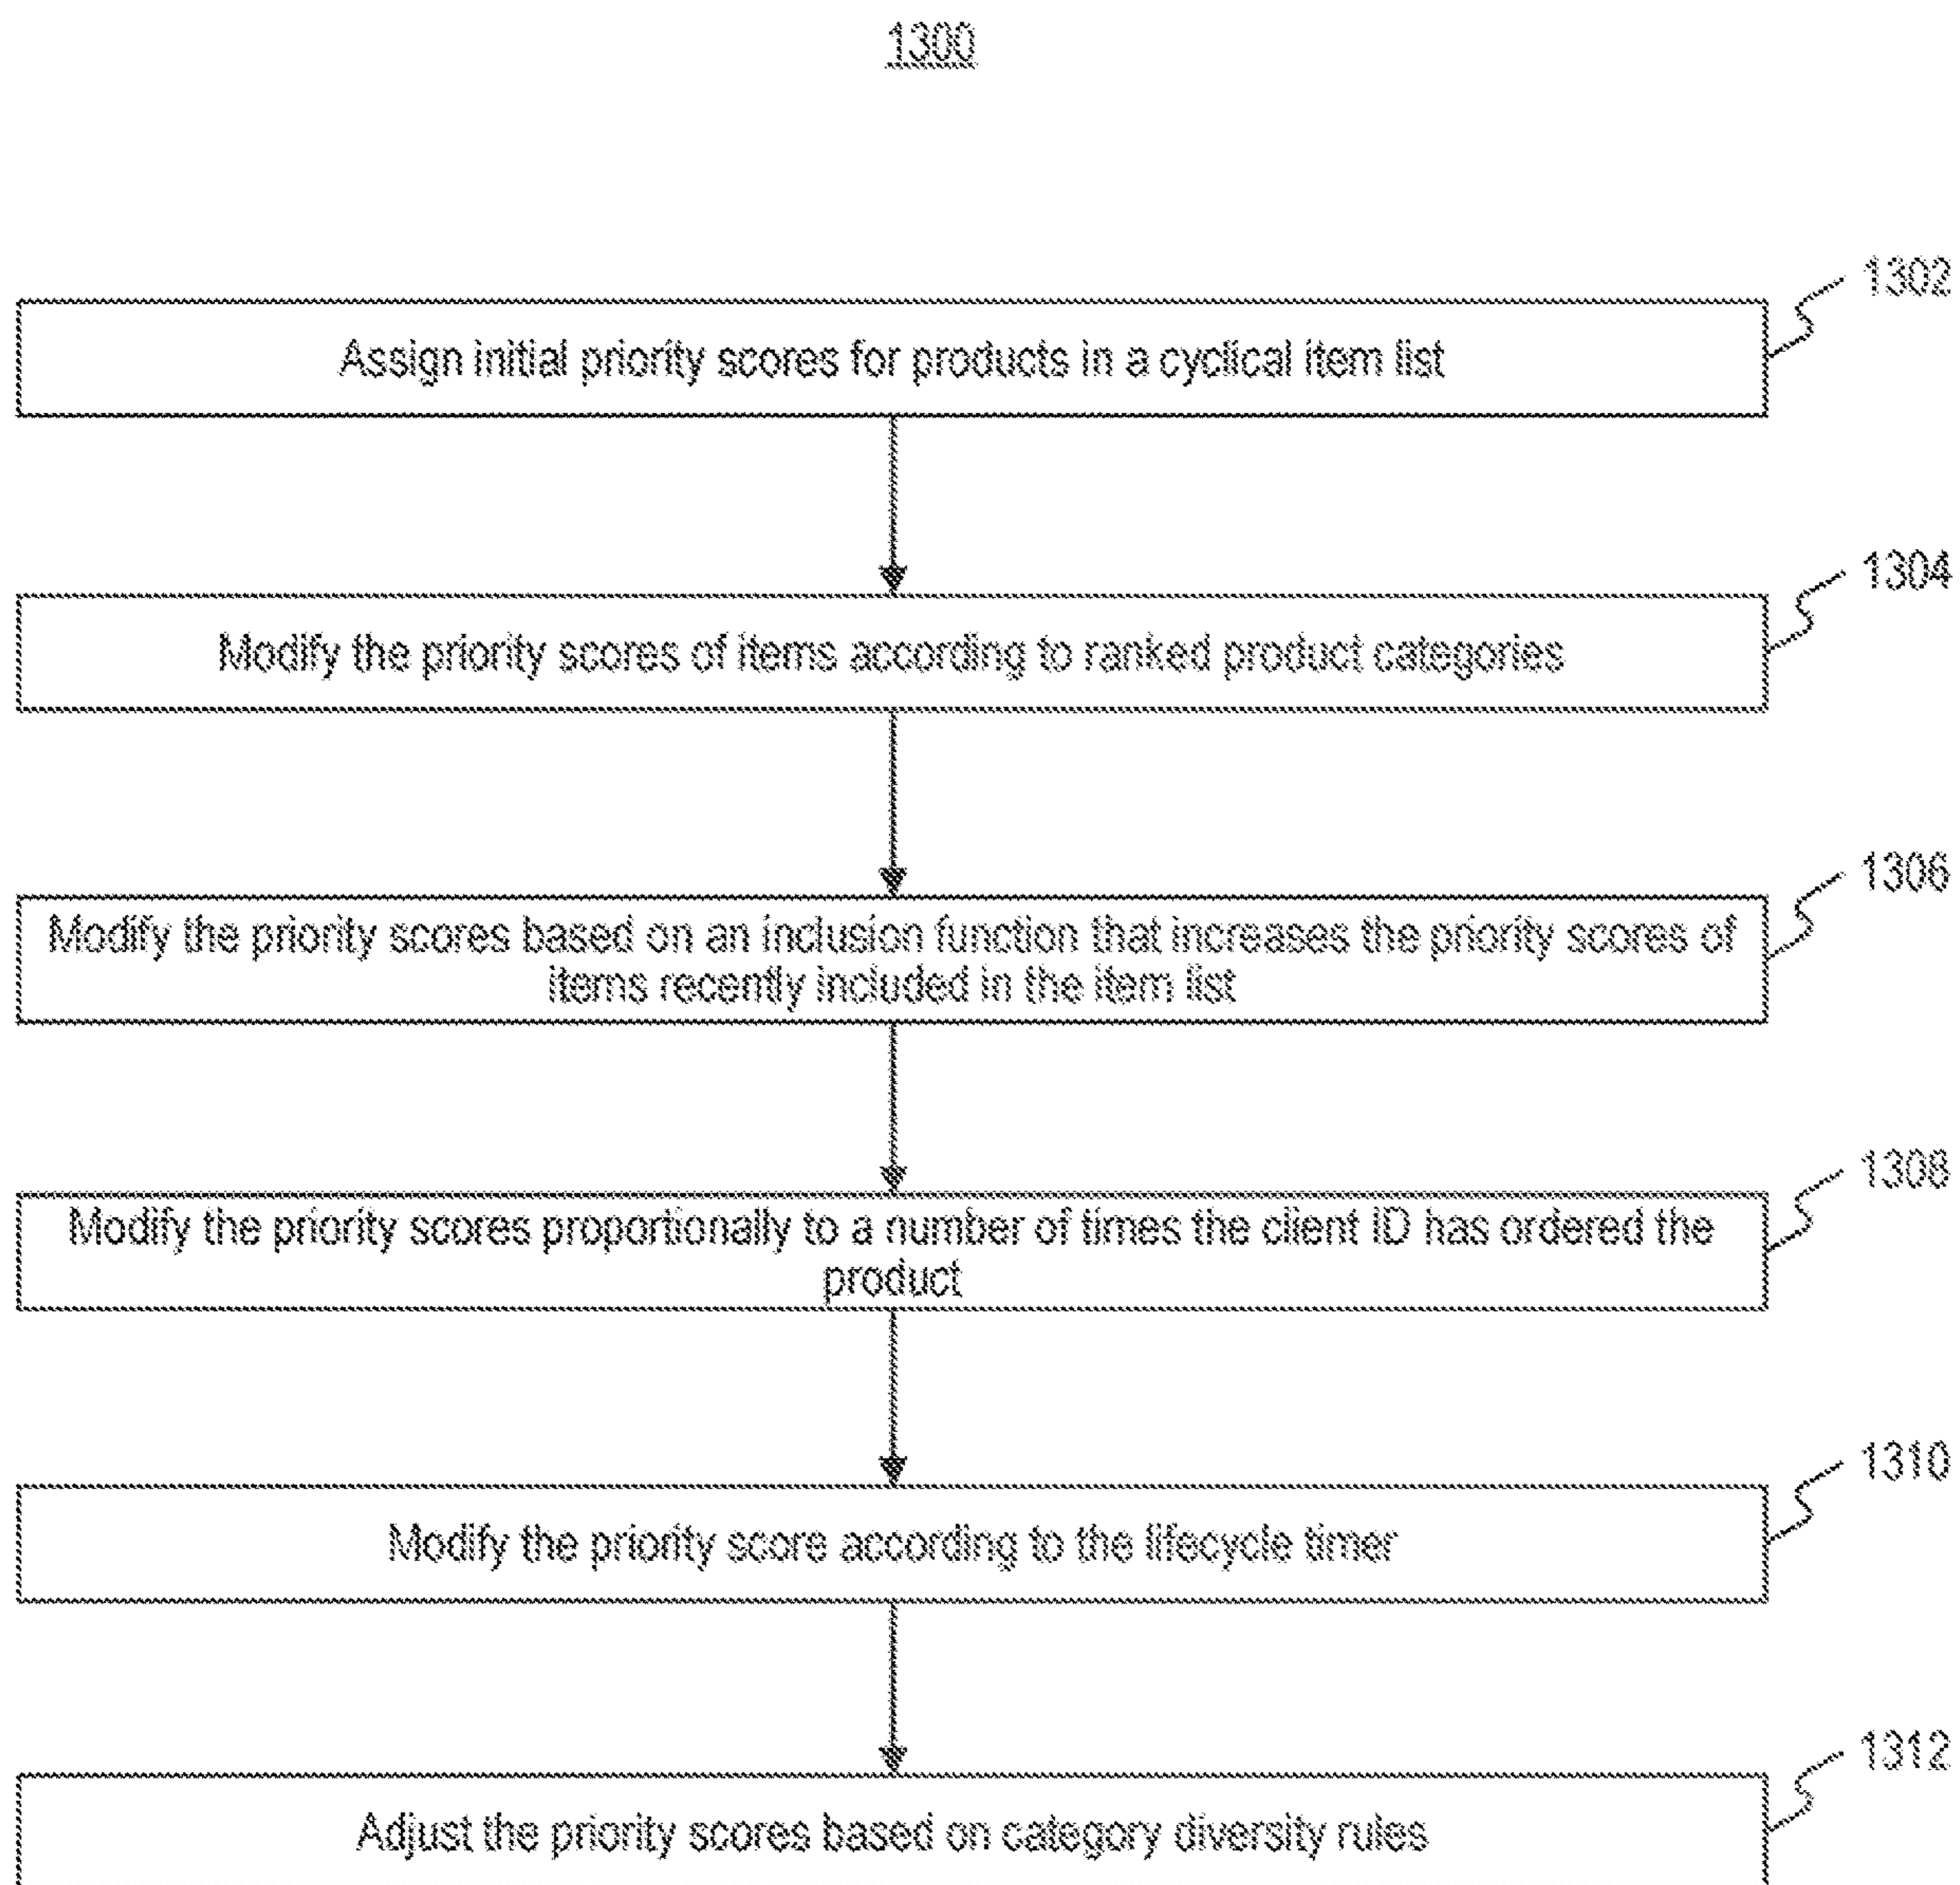 1300
1302
Assign initial priority scores for products in a cyclical item list
1304
Modify the priority scores of items according to ranked product categories
1306
Modify the priority scores based on an inclusion function that increases the priority scores of
items recently included in the item list
1308
Modify the priority scores proportionally to a number of times the client ID has ordered the
product
1310
Modify the priority score according to the lifecycle timer
1312
Adjust the priority scores based on category diversity rules